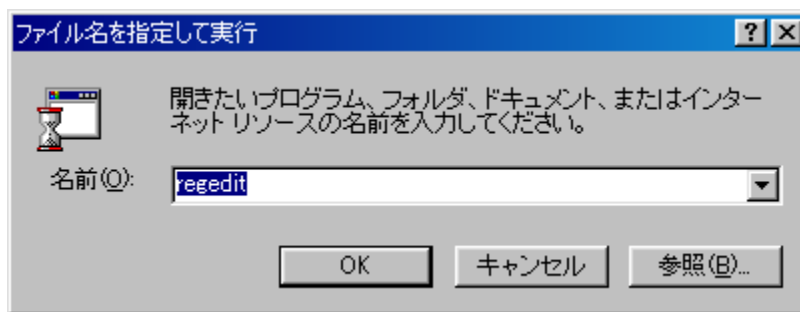 ファイル名を指定して実行
開きたいプログラム、フォルダ、ドキュメント、またはインター
ネット リソースの名前を入力してください。
名前(O): regedit
OK キャンセル 参照(B)...